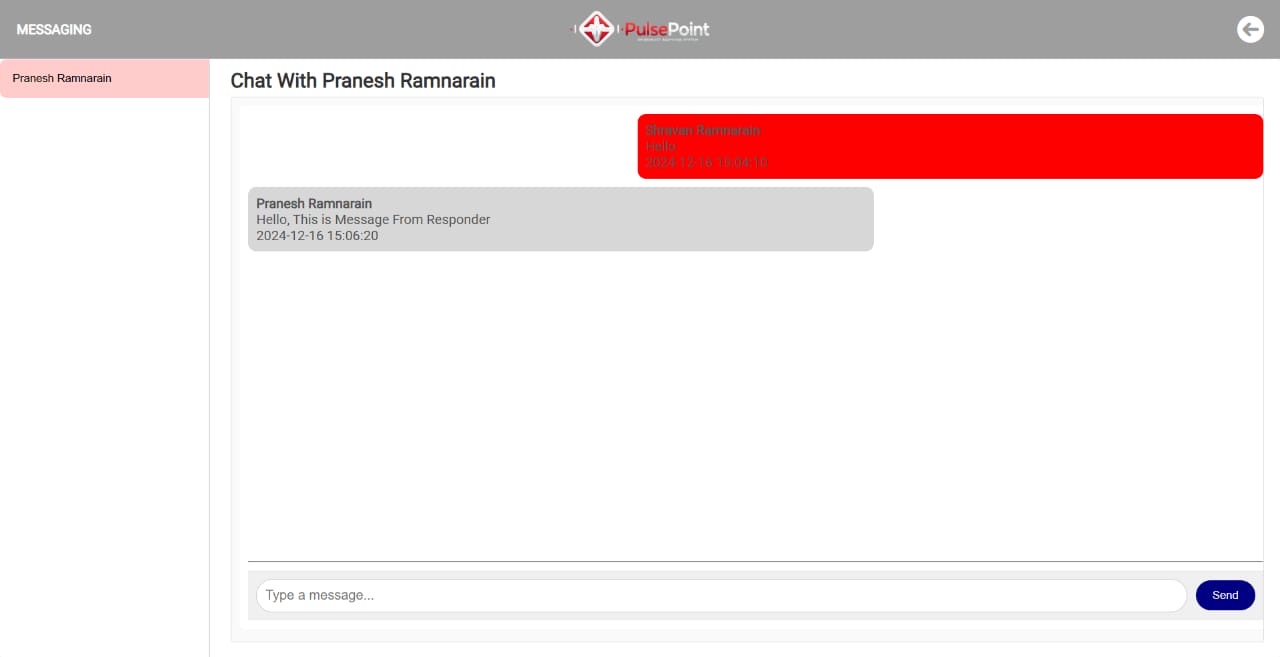 MESSAGING
PulsePoint
Pranesh Ramnarain
Chat With Pranesh Ramnarain
Shravan Ramnarain
Hello
2024-12-16 15:04:10
Pranesh Ramnarain
Hello, This is Message From Responder
2024-12-16 15:06:20
Type a message...
Send